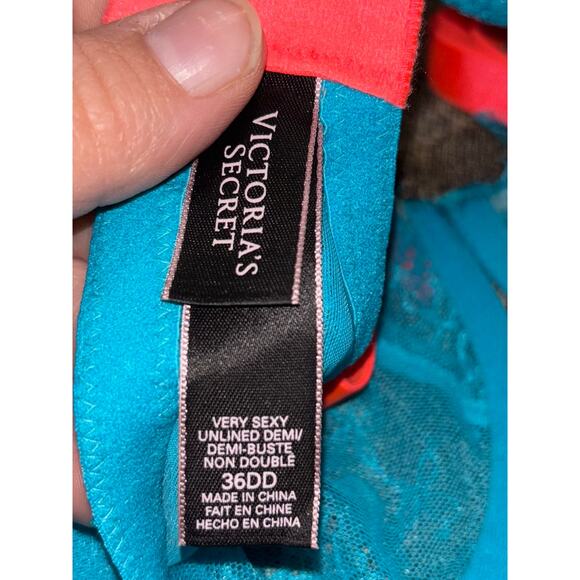 VICTORIA'S
SECRET
VERY SEXY
UNLINED DEMI/
DEMI-BUSTE
NON DOUBLÉ
36DD
MADE IN CHINA
FAIT EN CHINE
HECHO EN CHINA